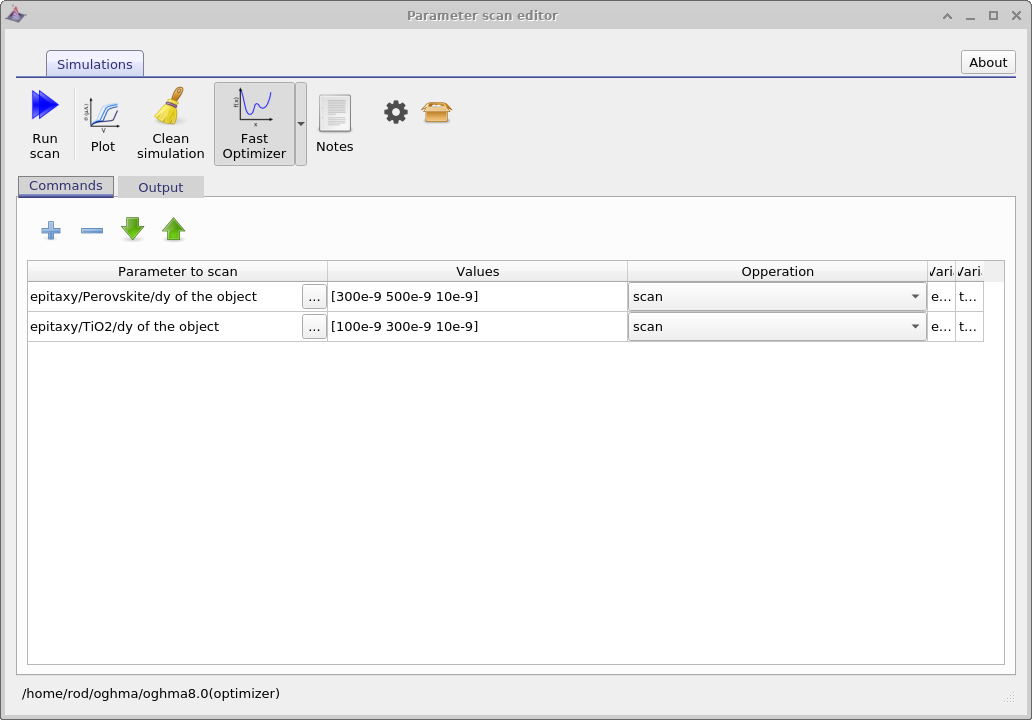 Parameter scan editor
Simulations
About
Run
scan
Plot
Clean
simulation
f(x)
x
Fast
Optimizer
Notes
Commands
Output
Parameter to scan
Values
Opperation
epitaxy/Perovskite/dy of the object
...
[300e-9 500e-9 10e-9]
scan
e...
t...
epitaxy/TiO2/dy of the object
...
[100e-9 300e-9 10e-9]
scan
e...
t...
/home/rod/oghma/oghma8.0(optimizer)